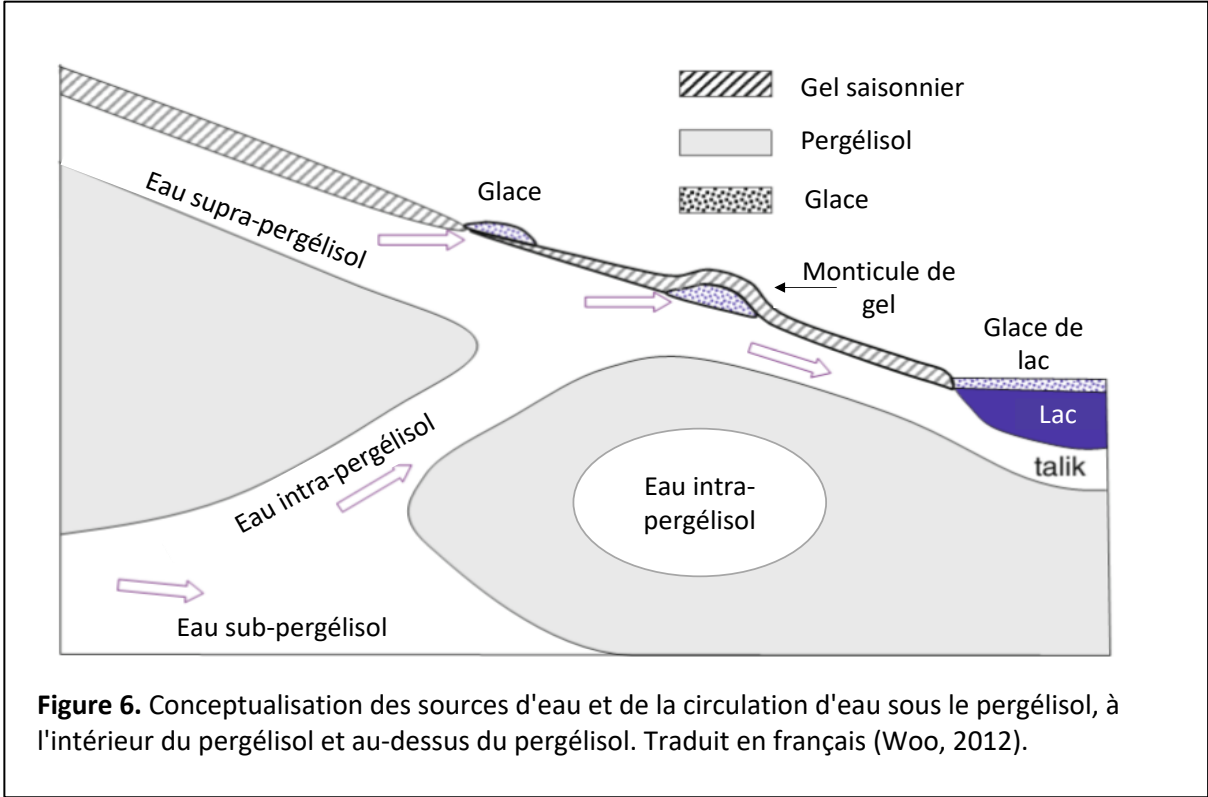 Gel saisonnier
Pergélisol
Glace
Glace
Eau supra-pergélisol
Monticule de
gel
Glace de
lac
Lac
talik
Eau intra-pergélisol
Eau intra-
pergélisol
Eau sub-pergélisol
Figure 6. Conceptualisation des sources d'eau et de la circulation d'eau sous le pergélisol, à
l'intérieur du pergélisol et au-dessus du pergélisol. Traduit en français (Woo, 2012).